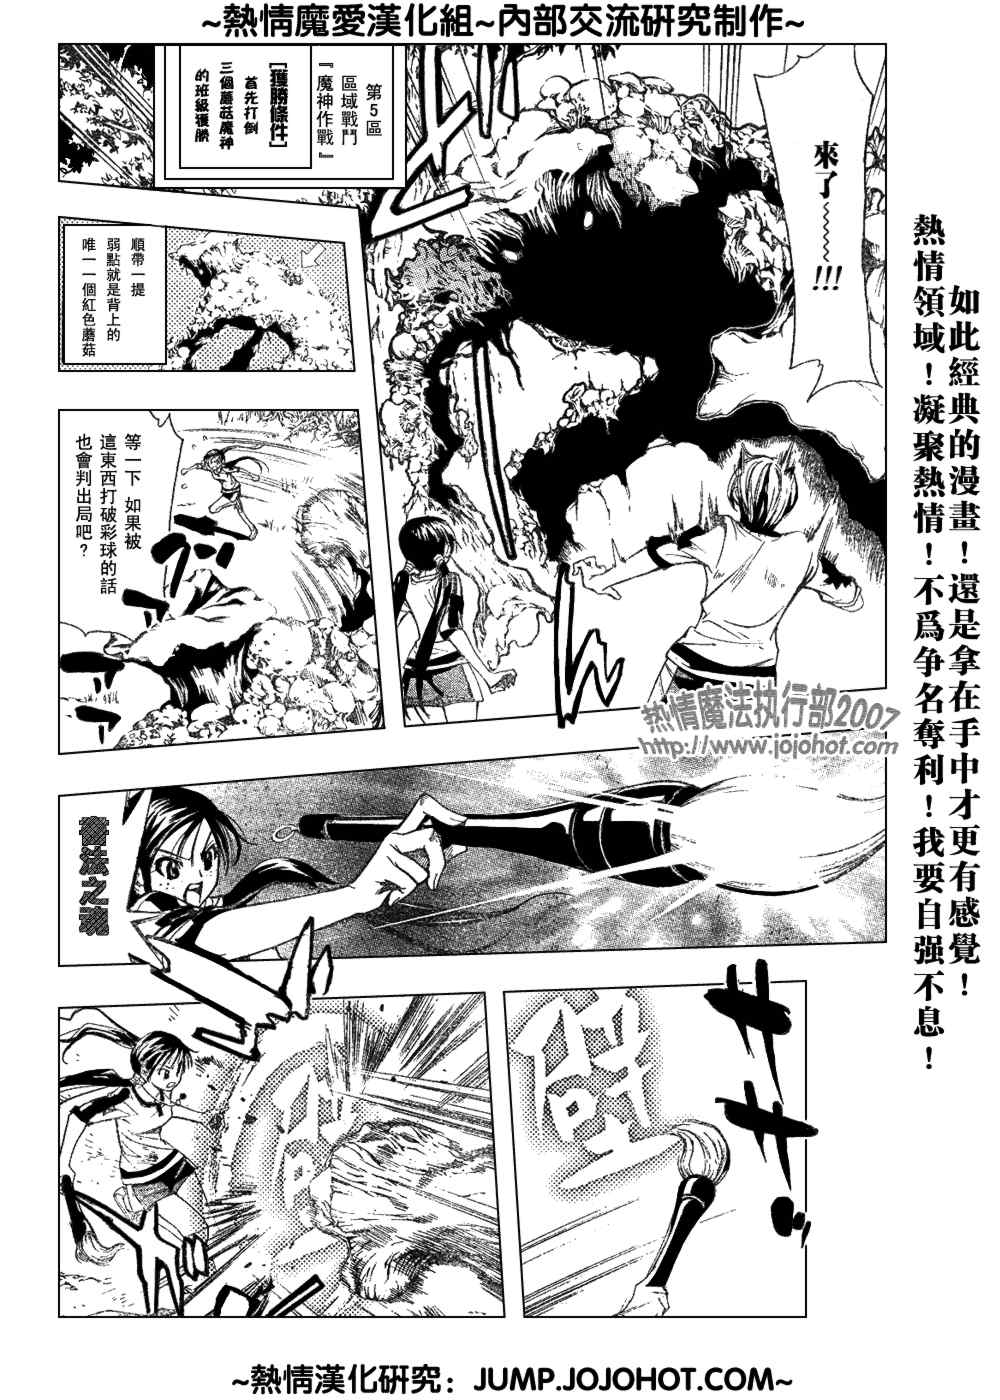 ~熱情魔愛漢化組~內部交流研究制作~
來了~~~~~!!!
第5區
區域戰鬥
『魔神作戰』
[獲勝條件]
首先打倒
三個蘑菇魔神
的班級獲勝
順帶一提
弱點就是背上的
唯一一個紅色蘑菇
等一下 如果被
這東西打破彩球的話
也會判出局吧?
書法之魂
如此經典的漫畫！還是拿在手中才更有感覺！
熱情領域！凝聚熱情！不爲争名奪利！我要自强不息！
熱情魔法执行部2007
http://www.jojohot.com
~熱情漢化研究：JUMP.JOJOHOT.COM~